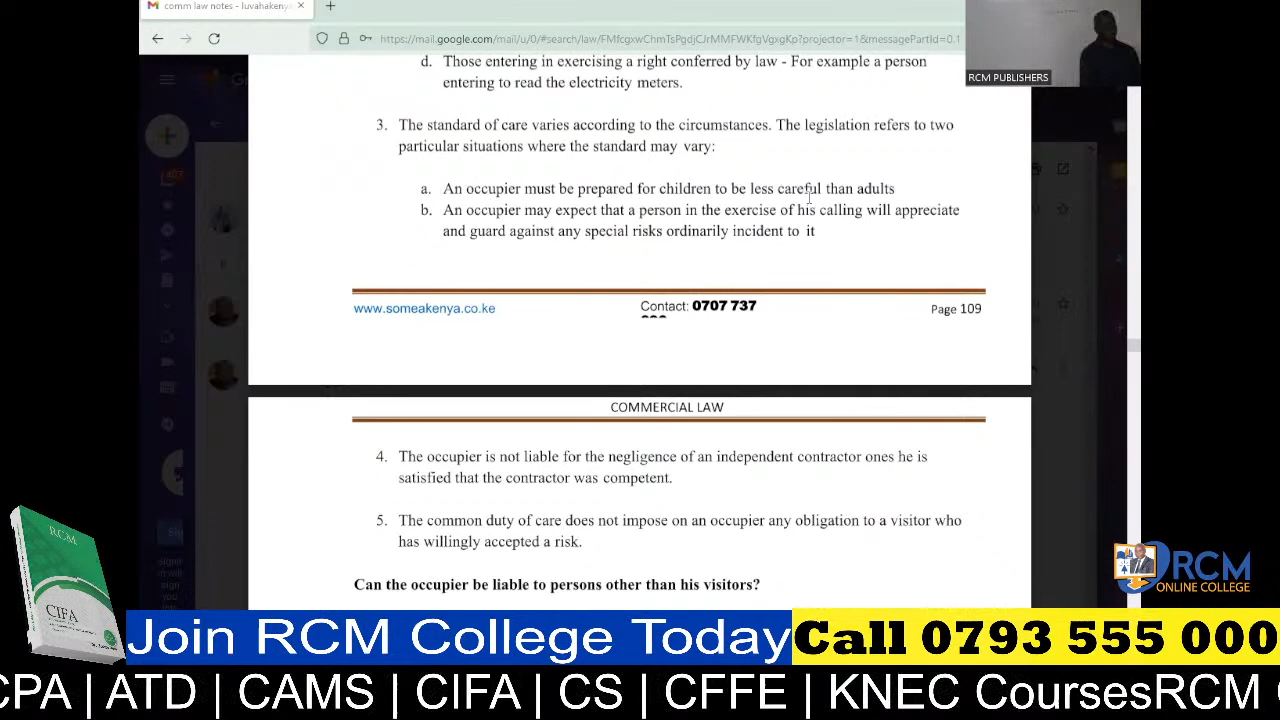 comm law notes - luvahakenya
https://mail.google.com/mail/u/0/#search/law/FMfcgxwChmTsPgdjCJrMMFWKfgVgxgKp?projector=1&messagePartId=0.1
RCM PUBLISHERS
d. Those entering in exercising a right conferred by law - For example a person
entering to read the electricity meters.
3. The standard of care varies according to the circumstances. The legislation refers to two
particular situations where the standard may vary:
a. An occupier must be prepared for children to be less careful than adults
b. An occupier may expect that a person in the exercise of his calling will appreciate
and guard against any special risks ordinarily incident to it
www.someakenya.co.ke
Contact: 0707 737
Page 109
COMMERCIAL LAW
4. The occupier is not liable for the negligence of an independent contractor ones he is
satisfied that the contractor was competent.
5. The common duty of care does not impose on an occupier any obligation to a visitor who
has willingly accepted a risk.
Can the occupier be liable to persons other than his visitors?
RCM
CIFA
RCM
ONLINE COLLEGE
Join RCM College Today
Call 0793 555 000
CPA | ATD | CAMS | CIFA | CS | CFFE | KNEC CoursesRCM